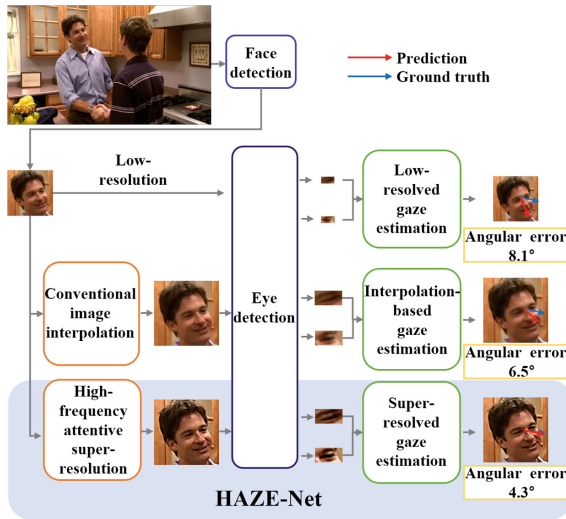 Face
detection
Prediction
Ground truth
Low-
resolution
Eye
detection
Low-
resolved
gaze
estimation
Angular error
8.1°
Conventional
image
interpolation
Interpolation-
based
gaze
estimation
Angular error
6.5°
High-
frequency
attentive
super-
resolution
Super-
resolved
gaze
estimation
Angular error
4.3°
HAZE-Net